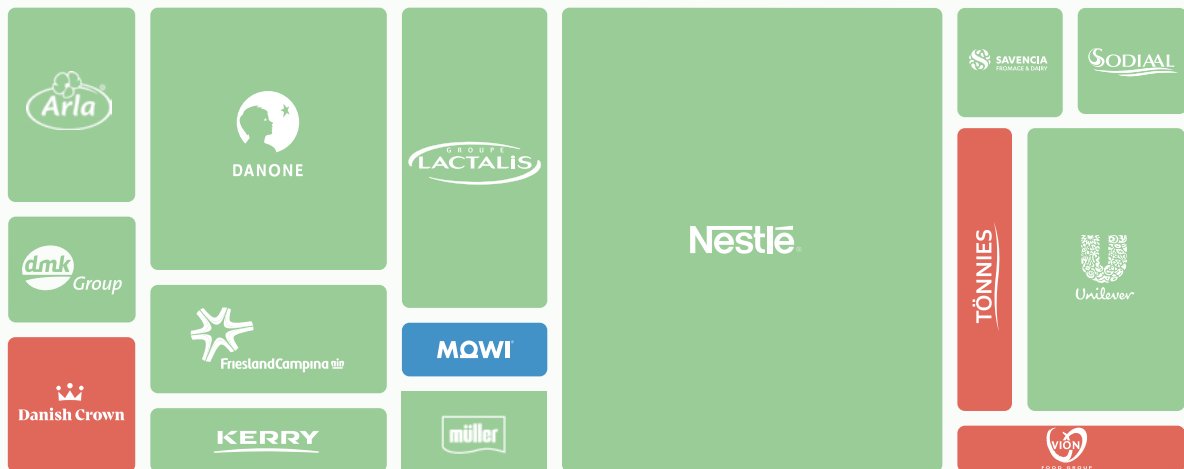 Arla
DANONE
GROUPE
LACTALIS
Nestlé
SAVENCIA
FROMAGE & DAIRY
SODIAAL
dmk
Group
FrieslandCampina
TÖNNIES
Unilever
MOWI
Danish Crown
KERRY
müller
VION
FOOD GROUP